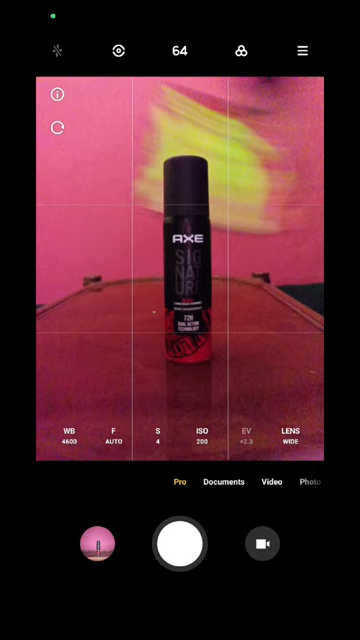 64
AXE
SIG
NAT
URE
72H
DUAL ACTION
TECHNOLOGY
WB F S ISO EV LENS
4600 AUTO 4 200 +2.3 WIDE
Pro Documents Video Photo